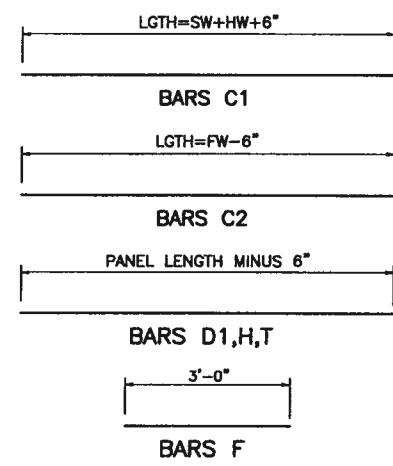 LGTH=SW+HW+6"
BARS C1
LGTH=FW-6"
BARS C2
PANEL LENGTH MINUS 6"
BARS D1,H,T
3'-0"
BARS F